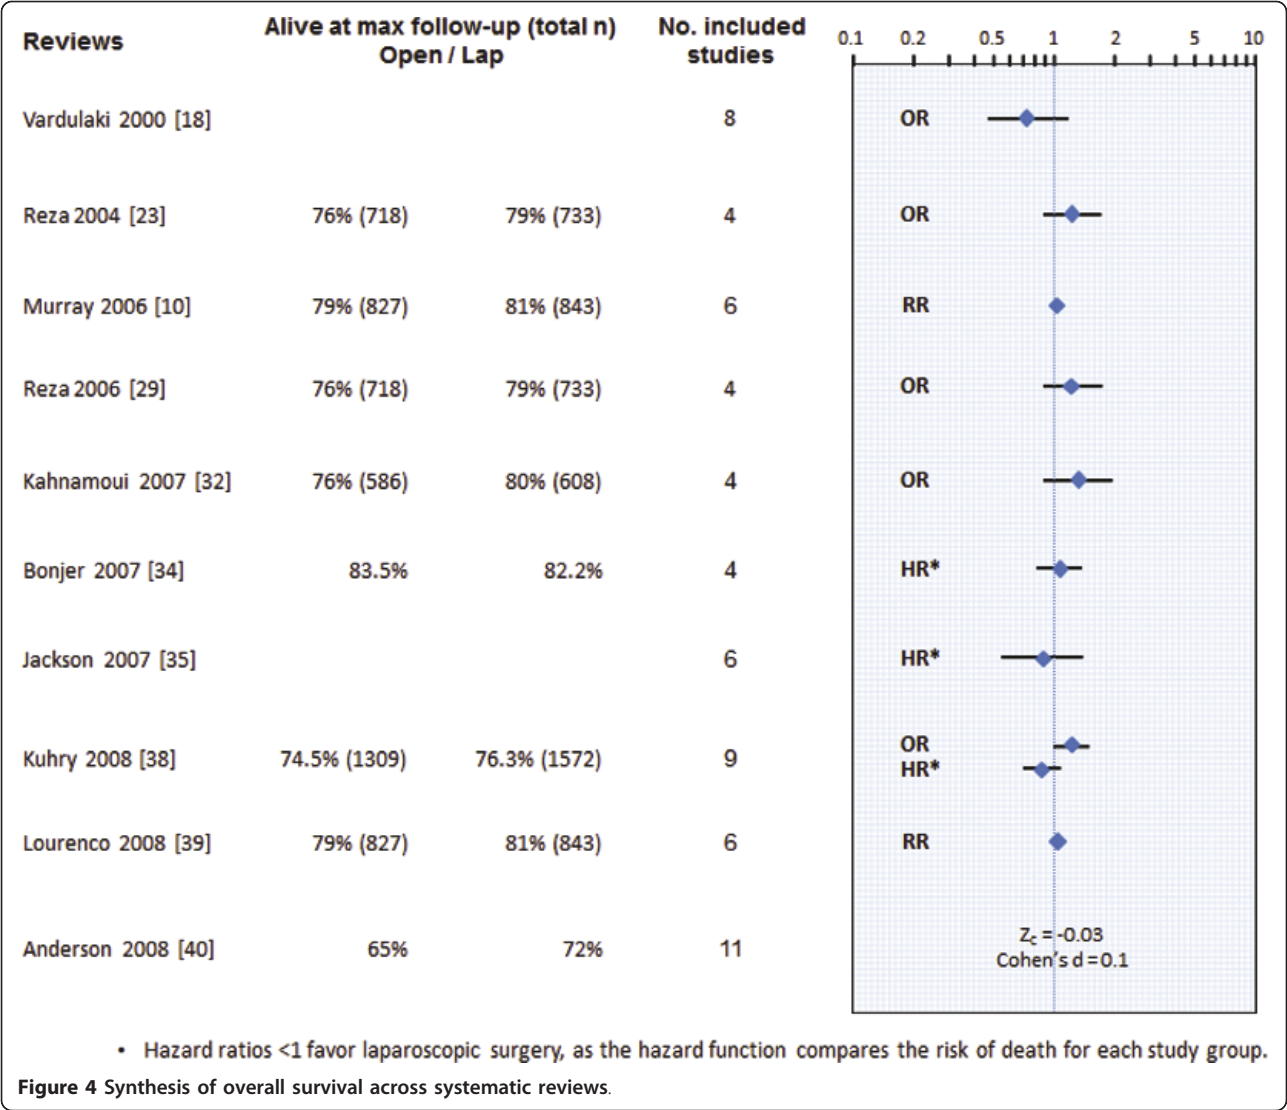 Reviews
Alive at max follow-up (total n)
Open / Lap
No. included
studies
0.1 0.2 0.5 1 2 5 10
Vardulaki 2000 [18] 8 OR
Reza 2004 [23] 76% (718) 79% (733) 4 OR
Murray 2006 [10] 79% (827) 81% (843) 6 RR
Reza 2006 [29] 76% (718) 79% (733) 4 OR
Kahnamoui 2007 [32] 76% (586) 80% (608) 4 OR
Bonjer 2007 [34] 83.5% 82.2% 4 HR*
Jackson 2007 [35] 6 HR*
Kuhry 2008 [38] 74.5% (1309) 76.3% (1572) 9 OR
HR*
Lourenco 2008 [39] 79% (827) 81% (843) 6 RR
Anderson 2008 [40] 65% 72% 11 Zc = -0.03
Cohen's d = 0.1
• Hazard ratios <1 favor laparoscopic surgery, as the hazard function compares the risk of death for each study group.
Figure 4 Synthesis of overall survival across systematic reviews.